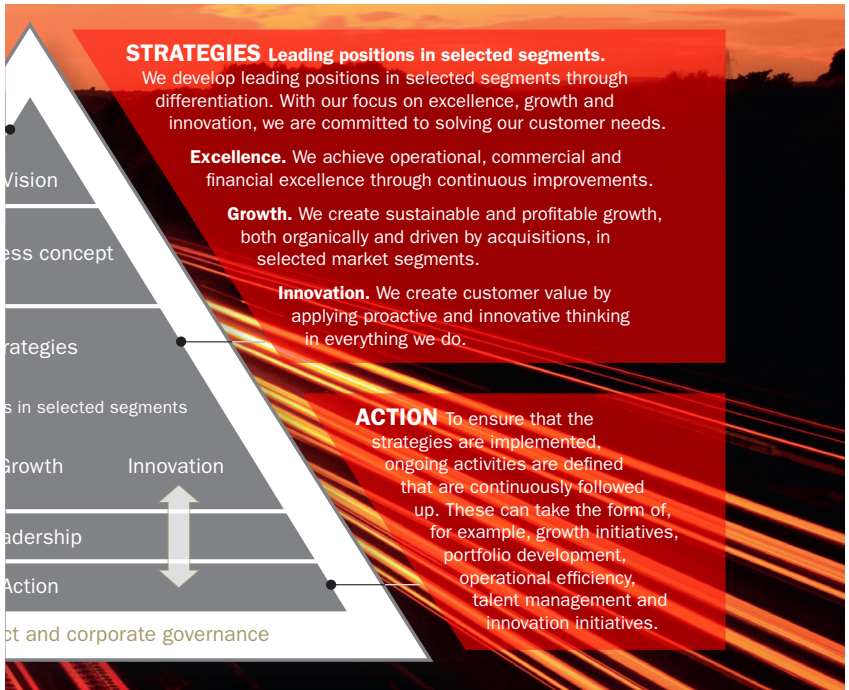 STRATEGIES Leading positions in selected segments.
We develop leading positions in selected segments through
differentiation. With our focus on excellence, growth and
innovation, we are committed to solving our customer needs.
Excellence. We achieve operational, commercial and
financial excellence through continuous improvements.
Growth. We create sustainable and profitable growth,
both organically and driven by acquisitions, in
selected market segments.
Innovation. We create customer value by
applying proactive and innovative thinking
in everything we do.
ACTION To ensure that the
strategies are implemented,
ongoing activities are defined
that are continuously followed
up. These can take the form of,
for example, growth initiatives,
portfolio development,
operational efficiency,
talent management and
innovation initiatives.
Vision
ess concept
rategies
s in selected segments
Growth Innovation
adership
Action
ct and corporate governance